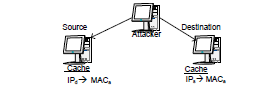 Source
Destination
Attacker
Cache
Cache
IPd→ MACa
IPs→ MACa